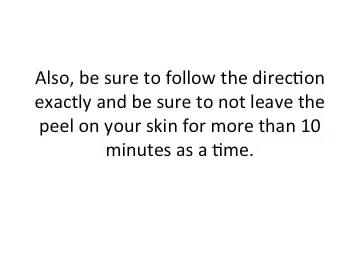 Also, be sure to follow the direction
exactly and be sure to not leave the
peel on your skin for more than 10
minutes as a time.